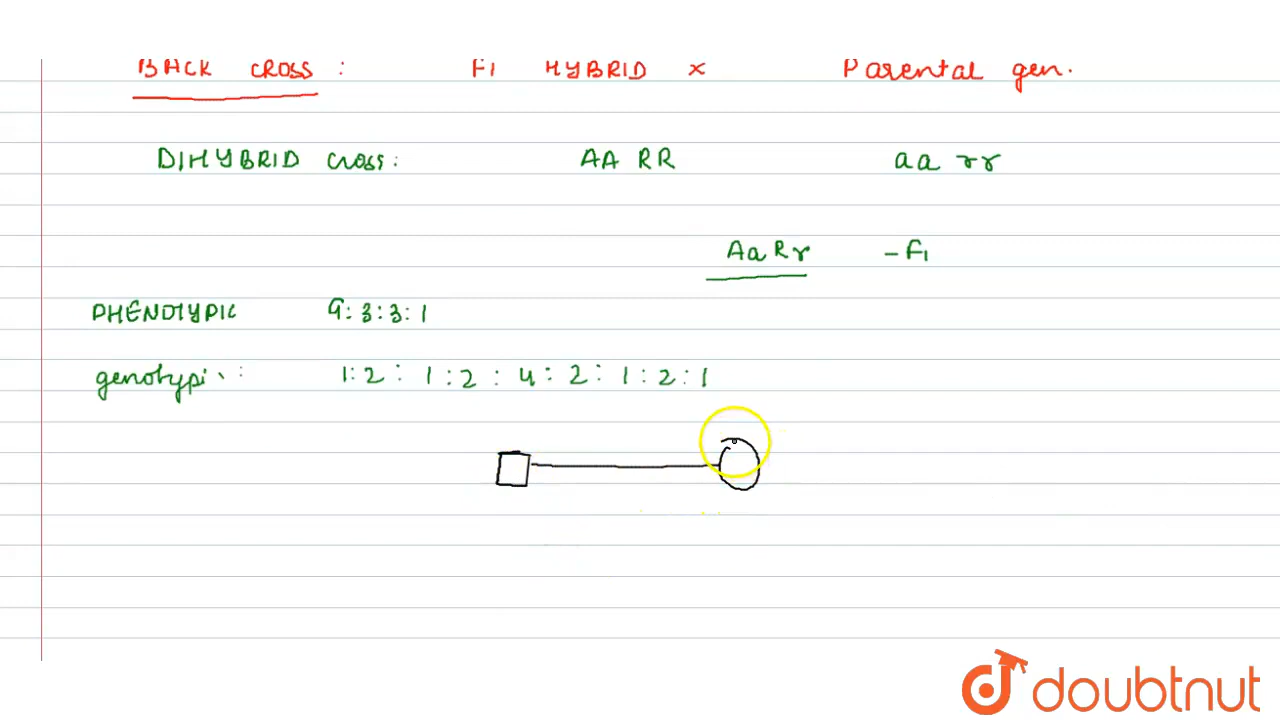 BACK CROSS : F1 HYBRID × Parental gen.
DIHYBRID Cross: AA RR aa rr
AaRr – F1
PHENOTYPIC 9:3:3:1
genotypi : 1:2: 1:2:4:2:1:2:1
doubtnut